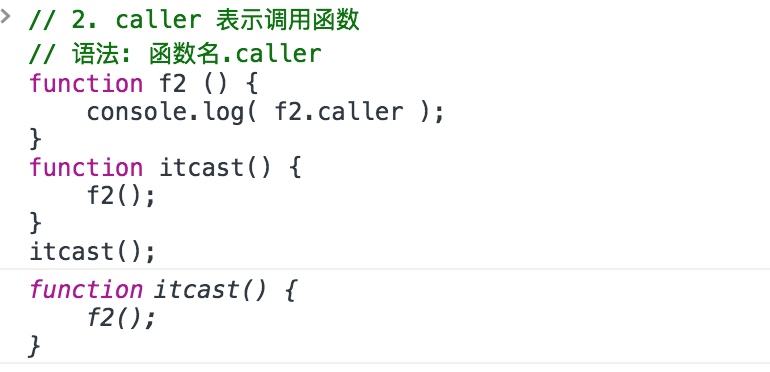 // 2. caller 表示调用函数
// 语法: 函数名.caller
function f2 () {
    console.log( f2.caller );
}
function itcast() {
    f2();
}
itcast();
function itcast() {
    f2();
}